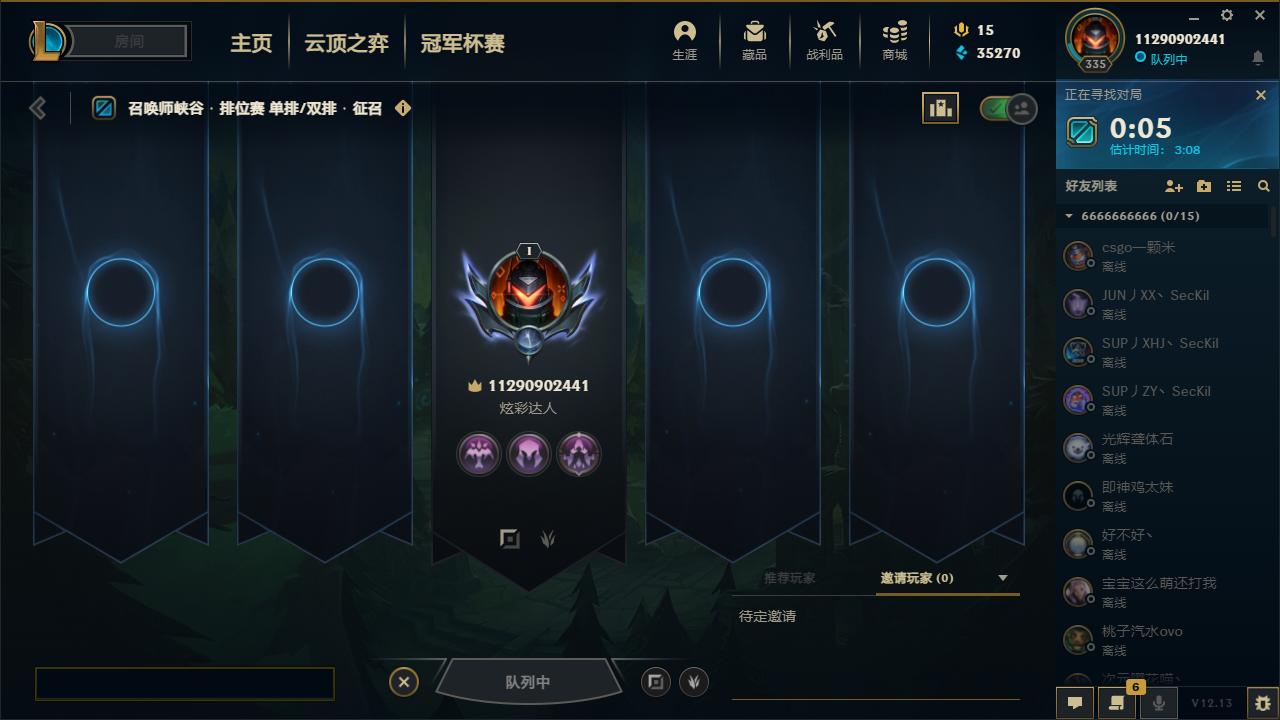 房间
主页
云顶之弈
冠军杯赛
生涯
藏品
战利品
商城
15
35270
335
11290902441
队列中
召唤师峡谷 · 排位赛 单排/双排 · 征召
正在寻找对局
0:05
估计时间： 3:08
好友列表
6666666666 (0/15)
csgo一颗米
离线
JUN丿XX丶SecKil
离线
SUP丿XHJ丶SecKil
离线
SUP丿ZY丶SecKil
离线
光辉聋体石
离线
即神鸡太妹
离线
好不好丶
离线
宝宝这么萌还打我
离线
桃子汽水ovo
离线
I
11290902441
炫彩达人
推荐玩家
邀请玩家 (0)
待定邀请
队列中
6
V12.13